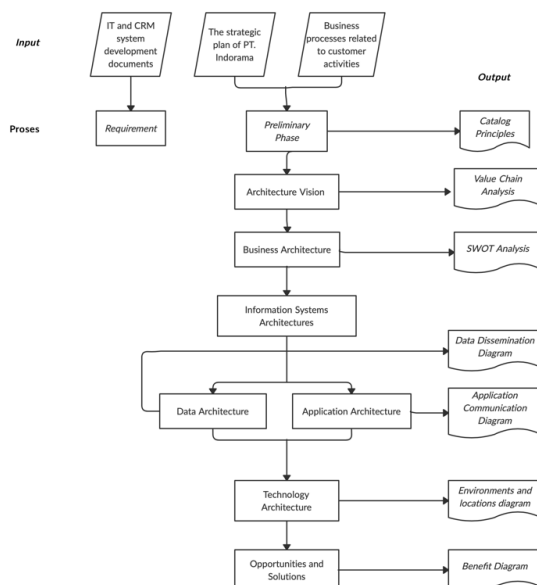 Input
IT and CRM
system
development
documents
The strategic
plan of PT.
Indorama
Business
processes related
to customer
activities
Output
Proses
Requirement
Preliminary
Phase
Catalog
Principles
Architecture Vision
Value Chain
Analysis
Business Architecture
SWOT Analysis
Information Systems
Architectures
Data Dissemination
Diagram
Data Architecture
Application Architecture
Application
Communication
Diagram
Technology
Architecture
Environments and
locations diagram
Opportunities and
Solutions
Benefit Diagram